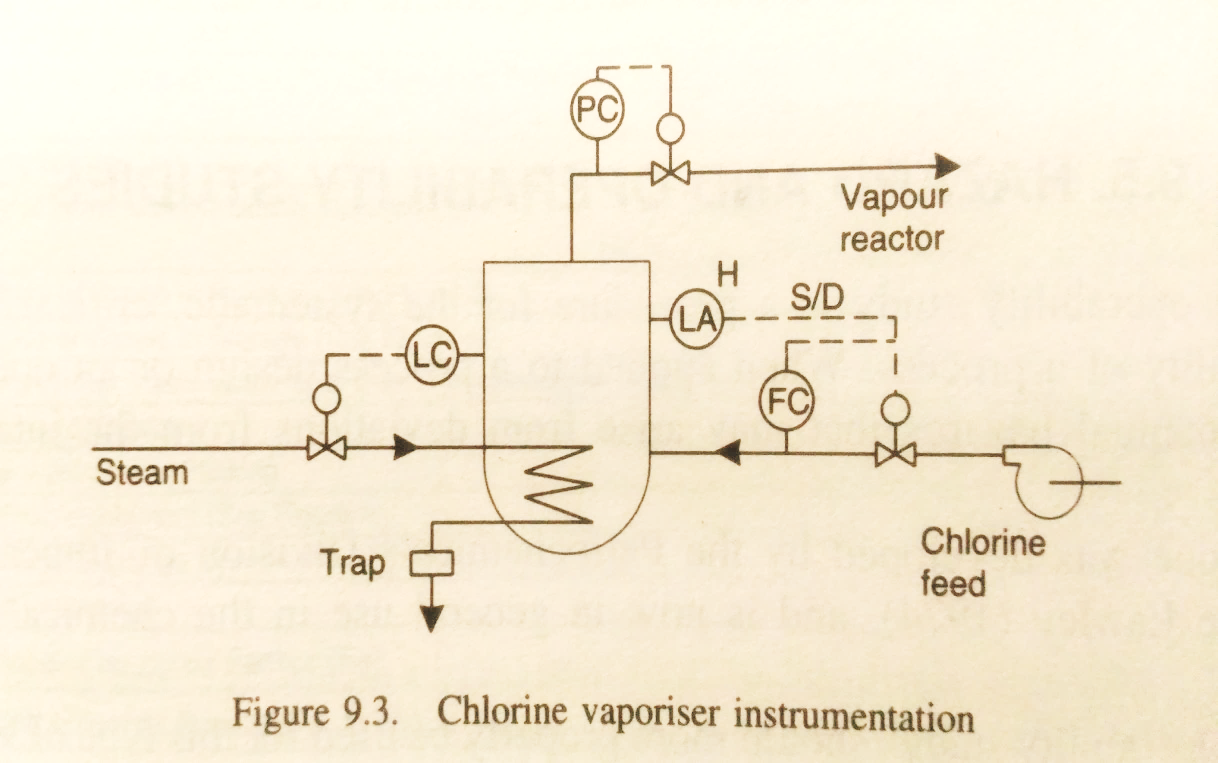 PC
Vapour
reactor
H
LA
S/D
LC
FC
Steam
Trap
Chlorine
feed
Figure 9.3. Chlorine vaporiser instrumentation